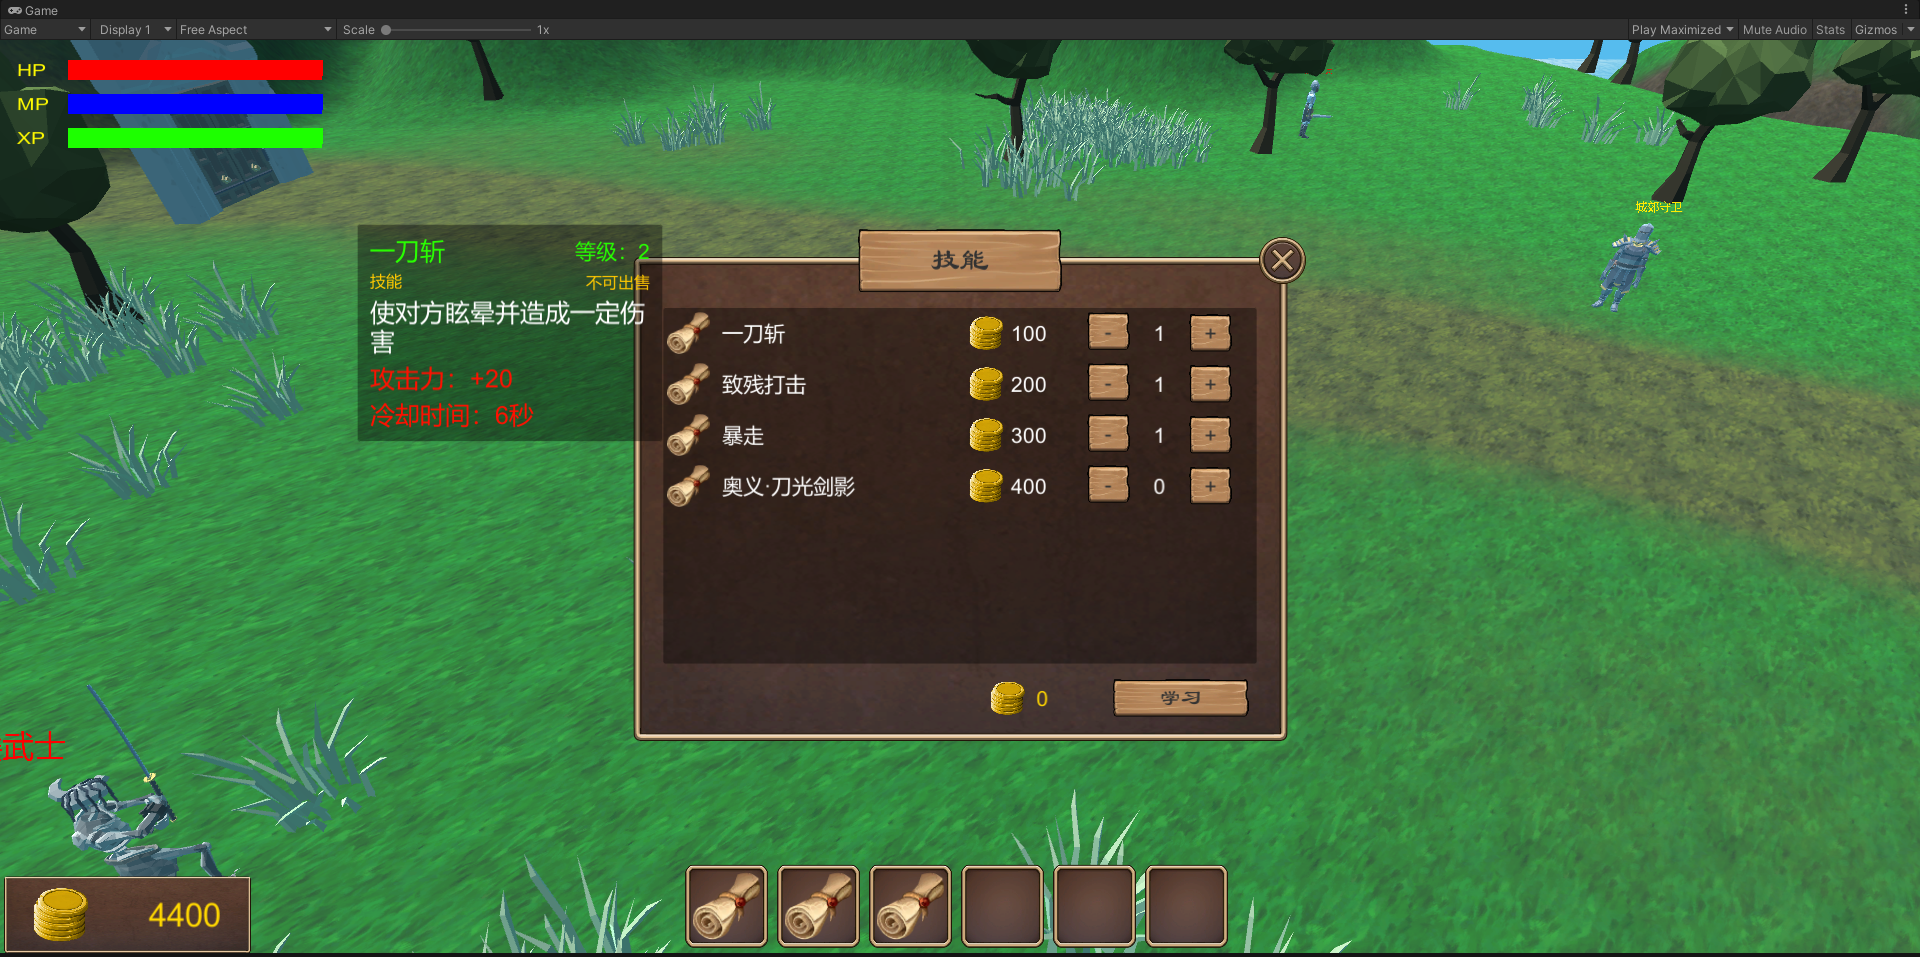 Game
Game Display 1 Free Aspect Scale 1x Play Maximized Mute Audio Stats Gizmos
HP
MP
XP
城郊守卫
一刀斩 等级：2
技能 不可出售
使对方眩晕并造成一定伤
害
攻击力：+20
冷却时间：6秒
技能
一刀斩 100 - 1 +
致残打击 200 - 1 +
暴走 300 - 1 +
奥义·刀光剑影 400 - 0 +
0 学习
武士
4400